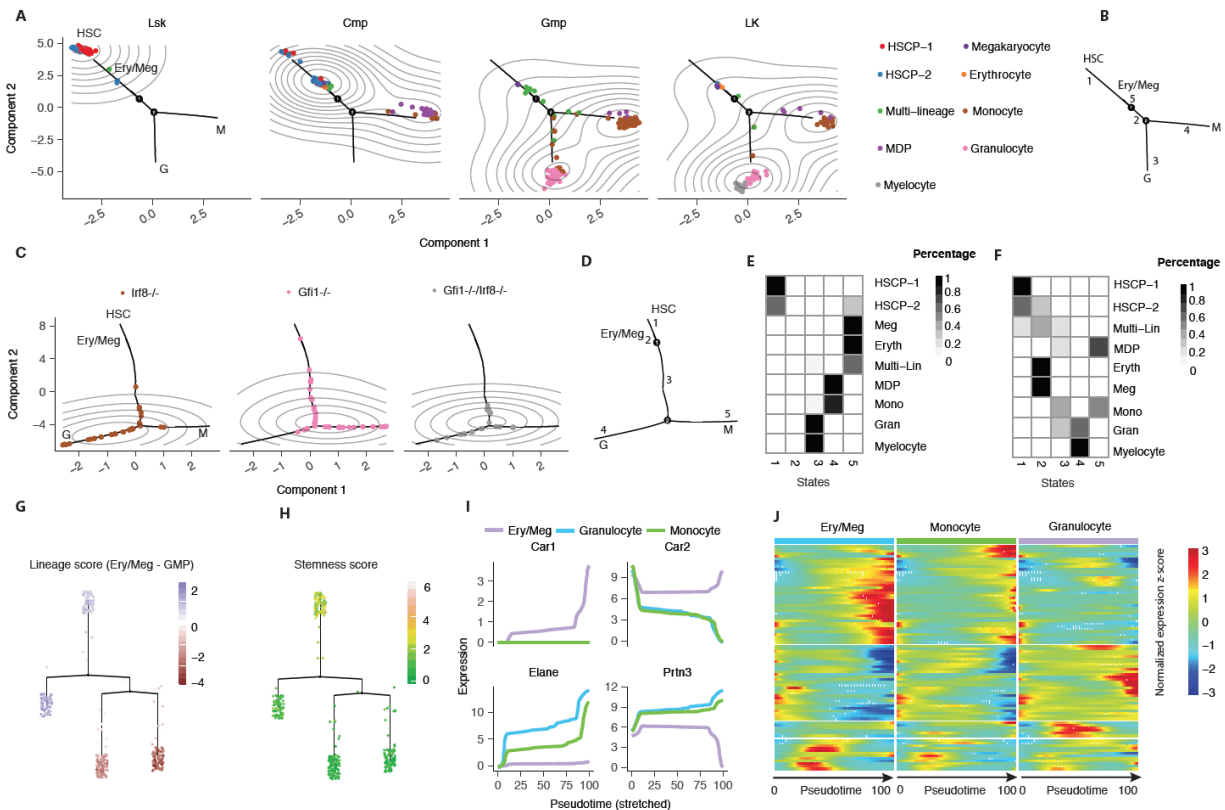 A
Lsk
Cmp
Gmp
LK
B
HSC
Ery/Meg
M
G
5.0
2.5
0.0
−5.0
Component 2
−2.5
0.0
2.5
−2.5
0.0
2.5
−2.5
0.0
2.5
−2.5
0.0
2.5
Component 1
HSCP−1
Megakaryocyte
HSCP−2
Erythrocyte
Multi−lineage
Monocyte
MDP
Granulocyte
Myelocyte
HSC
1
Ery/Meg
5
2
4
M
3
G
C
Irf8-/-
Gfi1-/-
Gfi1-/-/Irf8-/-
HSC
Ery/Meg
G
M
8
4
0
−4
Component 2
−2
−1
0
1
2
−2
−1
0
1
2
−2
−1
0
1
2
Component 1
D
HSC
1
Ery/Meg
2
3
5
4
M
G
E
Percentage
HSCP−1
HSCP−2
Meg
Eryth
Multi−Lin
MDP
Mono
Gran
Myelocyte
1
0.8
0.6
0.4
0.2
0
1
2
3
4
5
States
F
Percentage
HSCP−1
HSCP−2
Multi−Lin
MDP
Eryth
Meg
Mono
Gran
Myelocyte
1
0.8
0.6
0.4
0.2
0
1
2
3
4
5
States
G
Lineage score (Ery/Meg - GMP)
2
0
−2
−4
H
Stemness score
6
4
2
0
I
Ery/Meg
Granulocyte
Monocyte
Car1
Car2
3
2
1
0
9
6
3
0
Elane
Prtn3
10
5
0
12
9
6
3
0
Expression
0
25
50
75
100
0
25
50
75
100
Pseudotime (stretched)
J
Ery/Meg
Monocyte
Granulocyte
0
Pseudotime
100
0
Pseudotime
100
0
Pseudotime
100
3
2
1
0
−1
−2
−3
Normalized expression z-score